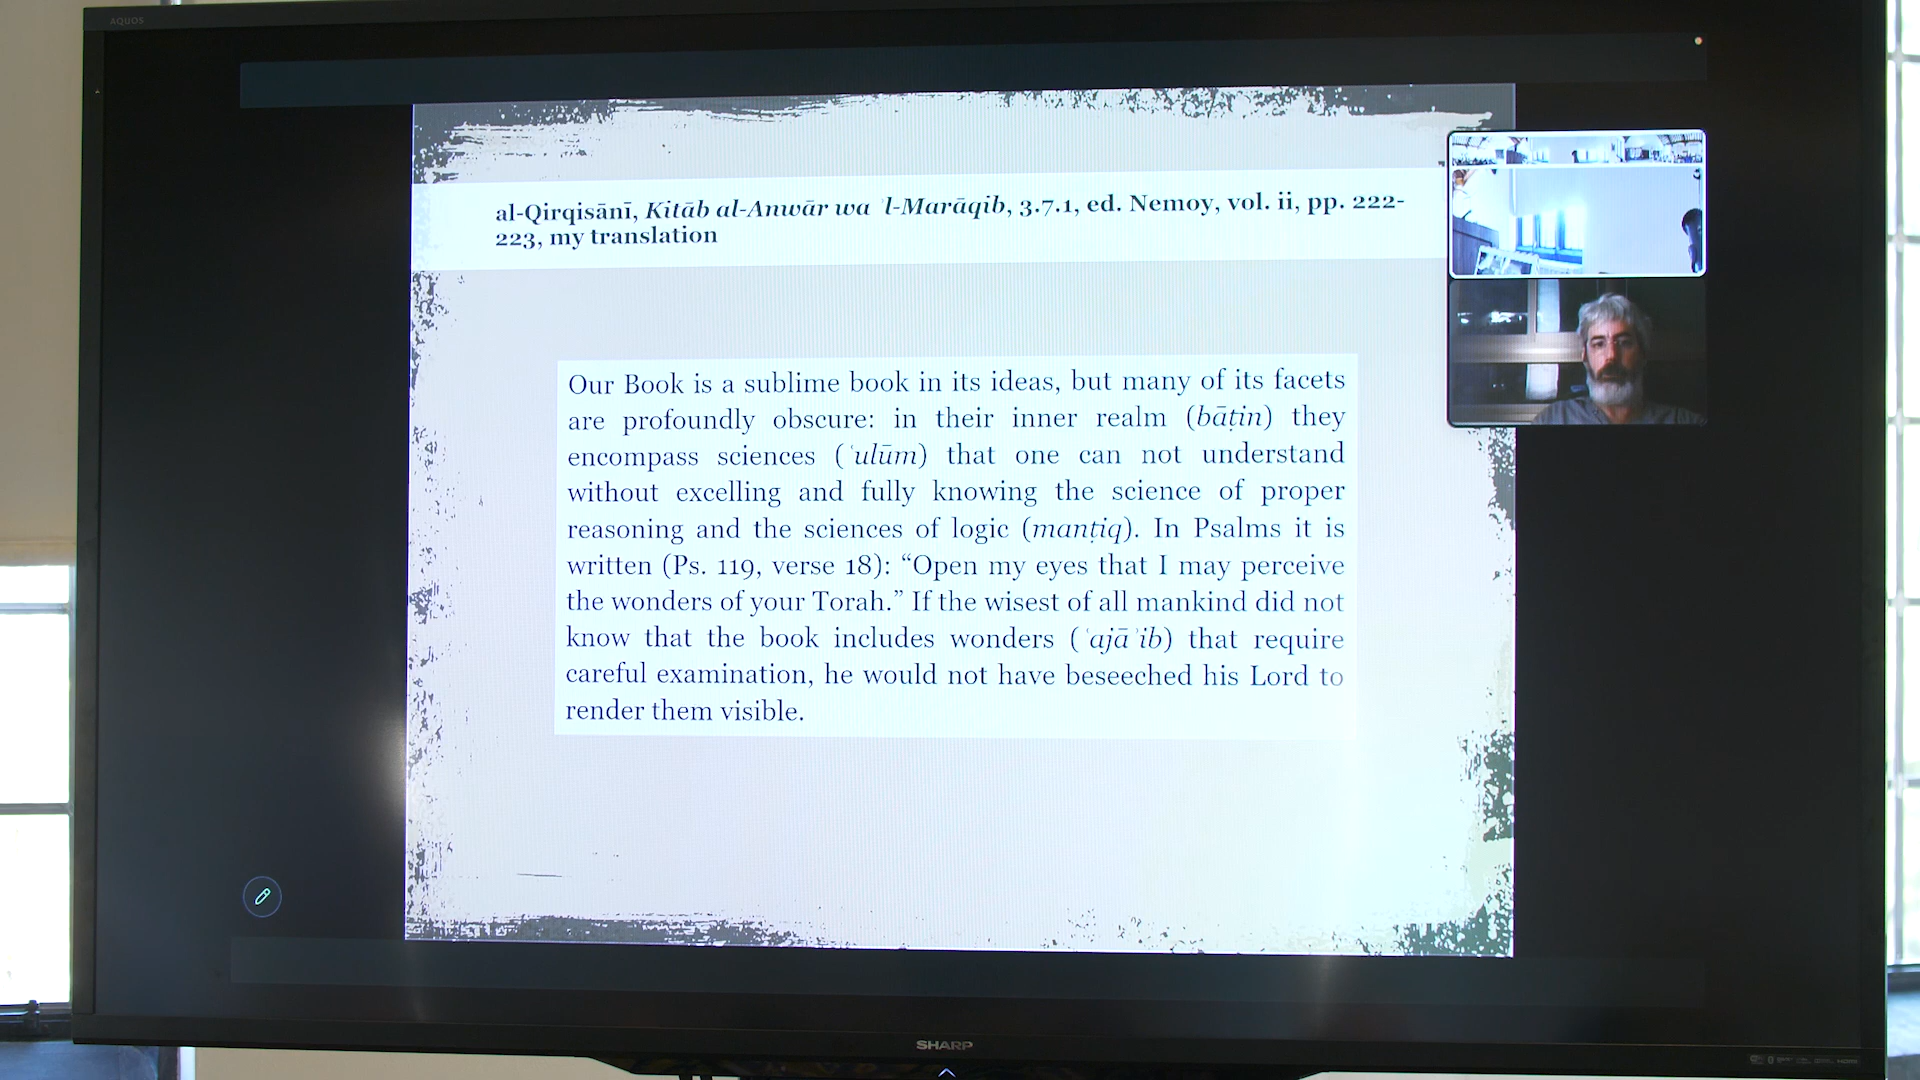 AQUOS
al-Qirqisānī, Kitāb al-Anwār wa ʾl-Marāqib, 3.7.1, ed. Nemoy, vol. ii, pp. 222-
223, my translation
Our Book is a sublime book in its ideas, but many of its facets
are profoundly obscure: in their inner realm (bāṭin) they
encompass sciences (ʿulūm) that one can not understand
without excelling and fully knowing the science of proper
reasoning and the sciences of logic (manṭiq). In Psalms it is
written (Ps. 119, verse 18): “Open my eyes that I may perceive
the wonders of your Torah.” If the wisest of all mankind did not
know that the book includes wonders (ʿajāʾib) that require
careful examination, he would not have beseeched his Lord to
render them visible.
SHARP